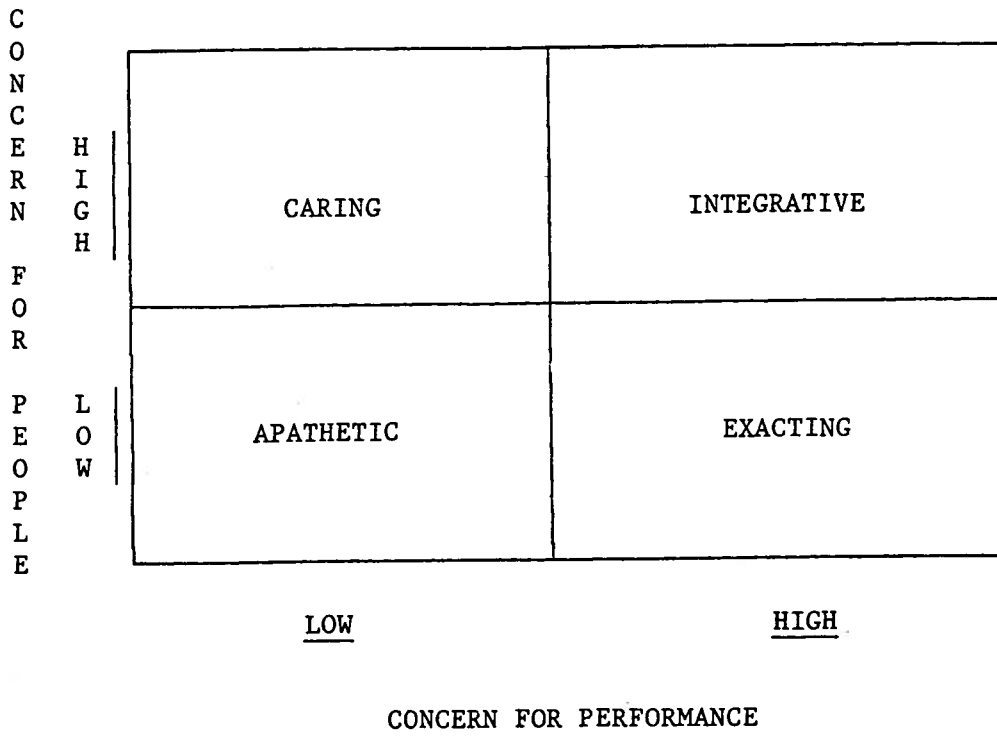 CONCERN FOR PEOPLE
HIGH
CARING
INTEGRATIVE
LOW
APATHETIC
EXACTING
LOW
HIGH
CONCERN FOR PERFORMANCE